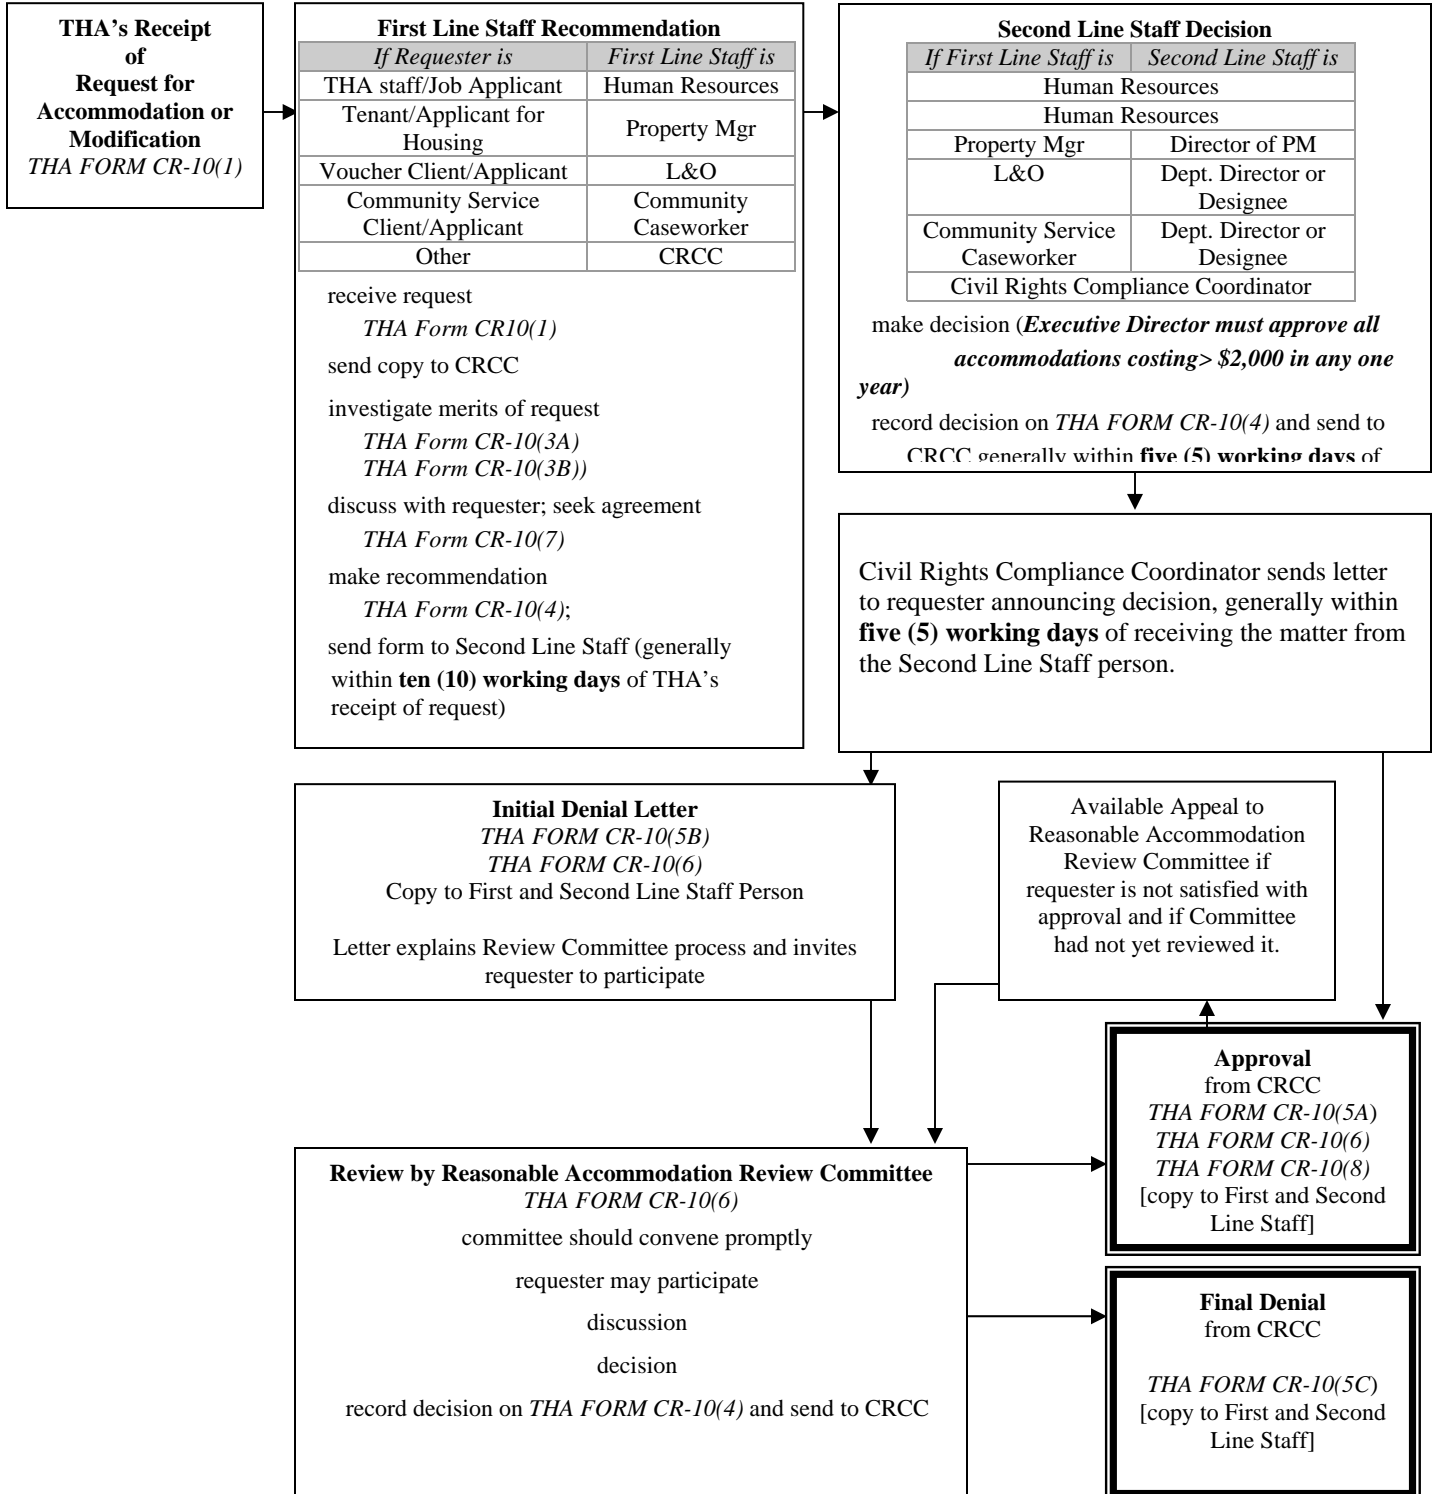 THA's Receipt
of
Request for
Accommodation or
Modification
THA FORM CR-10(1)
First Line Staff Recommendation
If Requester is First Line Staff is
THA staff/Job Applicant Human Resources
Tenant/Applicant for
Housing
Property Mgr
Voucher Client/Applicant L&O
Community Service
Client/Applicant
Community
Caseworker
Other CRCC
receive request
THA Form CR10(1)
send copy to CRCC
investigate merits of request
THA Form CR-10(3A)
THA Form CR-10(3B))
discuss with requester; seek agreement
THA Form CR-10(7)
make recommendation
THA Form CR-10(4);
send form to Second Line Staff (generally
within ten (10) working days of THA's
receipt of request)
Second Line Staff Decision
If First Line Staff is Second Line Staff is
Human Resources
Human Resources
Property Mgr Director of PM
L&O
Dept. Director or
Designee
Community Service
Caseworker
Dept. Director or
Designee
Civil Rights Compliance Coordinator
make decision (Executive Director must approve all
accommodations costing> $2,000 in any one
year)
record decision on THA FORM CR-10(4) and send to
CRCC generally within five (5) working days of
Civil Rights Compliance Coordinator sends letter
to requester announcing decision, generally within
five (5) working days of receiving the matter from
the Second Line Staff person.
Initial Denial Letter
THA FORM CR-10(5B)
THA FORM CR-10(6)
Copy to First and Second Line Staff Person
Letter explains Review Committee process and invites
requester to participate
Available Appeal to
Reasonable Accommodation
Review Committee if
requester is not satisfied with
approval and if Committee
had not yet reviewed it.
Approval
from CRCC
THA FORM CR-10(5A)
THA FORM CR-10(6)
THA FORM CR-10(8)
[copy to First and Second
Line Staff]
Review by Reasonable Accommodation Review Committee
THA FORM CR-10(6)
committee should convene promptly
requester may participate
discussion
decision
record decision on THA FORM CR-10(4) and send to CRCC
Final Denial
from CRCC
THA FORM CR-10(5C)
[copy to First and Second
Line Staff]